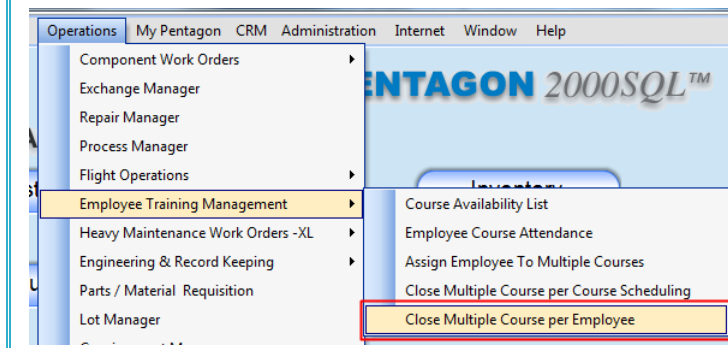 Operations My Pentagon CRM Administration Internet Window Help
Component Work Orders
ENTAGON 2000SQL™
Exchange Manager
Repair Manager
Process Manager
Flight Operations
Inventory
Employee Training Management
Course Availability List
Heavy Maintenance Work Orders -XL
Employee Course Attendance
Engineering & Record Keeping
Assign Employee To Multiple Courses
Parts / Material Requisition
Close Multiple Course per Course Scheduling
Lot Manager
Close Multiple Course per Employee